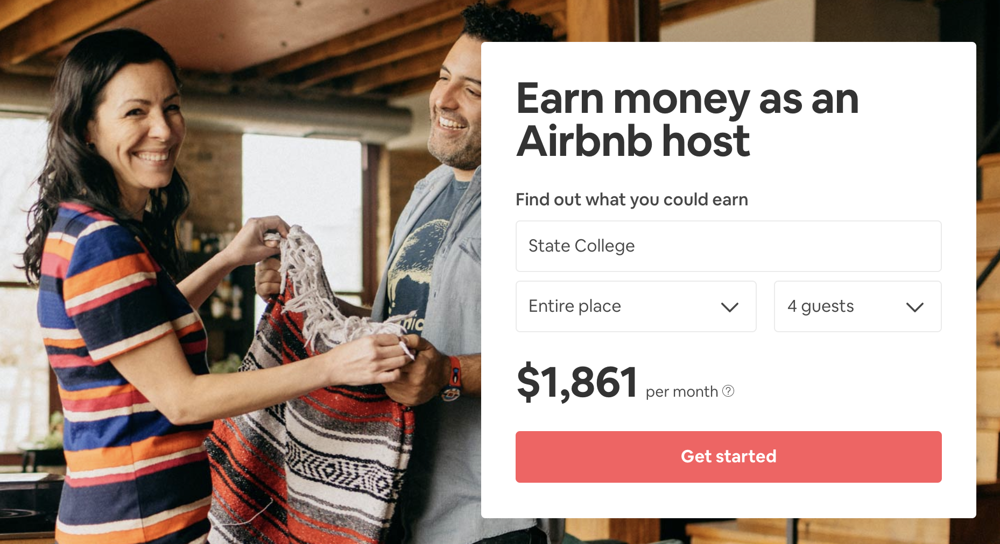 Earn money as an
Airbnb host
Find out what you could earn
State College
Entire place
4 guests
$1,861 per month ?
Get started